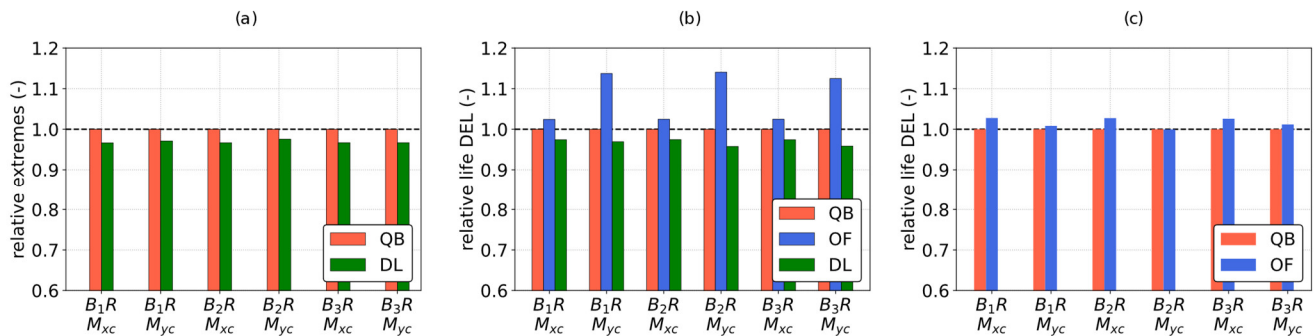 (a)
relative extremes (-)
1.2
1.1
1.0
0.9
0.8
0.7
0.6
QB
DL
B₁R B₁R B₂R B₂R B₃R B₃R
Mxc Myc Mxc Myc Mxc Myc
(b)
relative life DEL (-)
1.2
1.1
1.0
0.9
0.8
0.7
0.6
QB
OF
DL
B₁R B₁R B₂R B₂R B₃R B₃R
Mxc Myc Mxc Myc Mxc Myc
(c)
relative life DEL (-)
1.2
1.1
1.0
0.9
0.8
0.7
0.6
QB
OF
B₁R B₁R B₂R B₂R B₃R B₃R
Mxc Myc Mxc Myc Mxc Myc